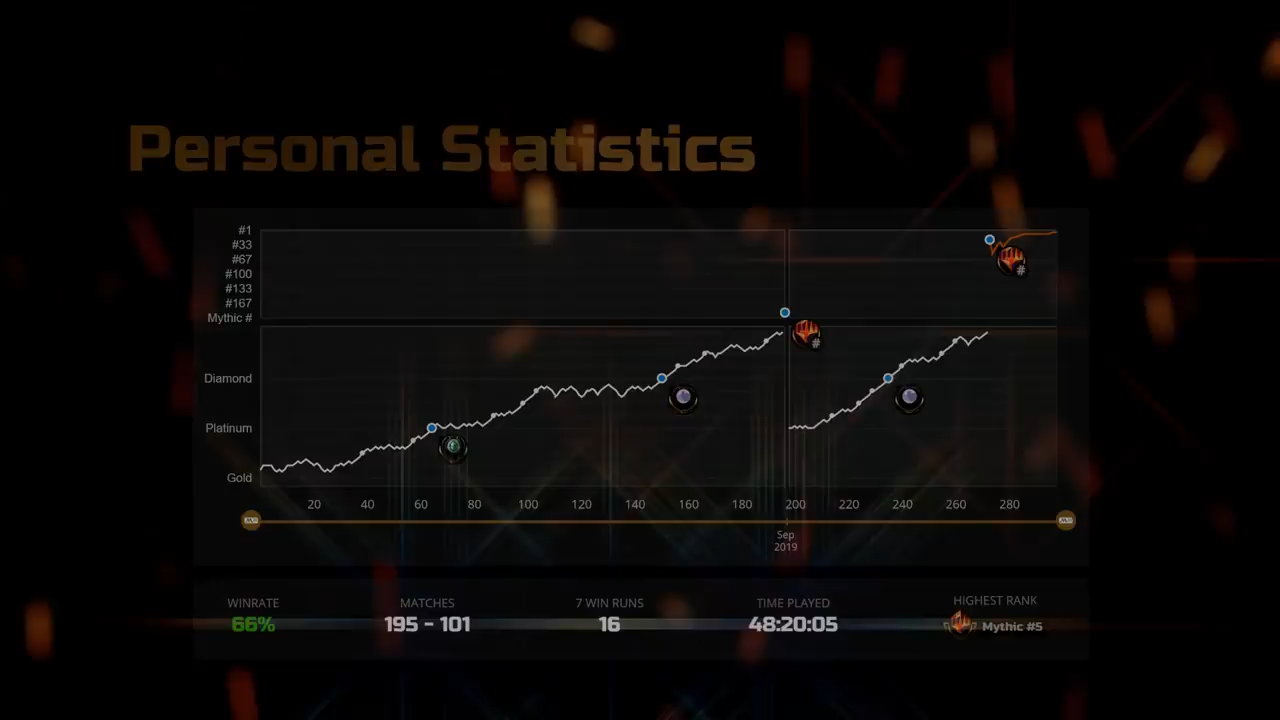 Personal Statistics
#1
#33
#67
#100
#133
#167
Mythic #
Diamond
Platinum
Gold
20 40 60 80 100 120 140 160 180 200 220 240 260 280
Sep
2019
WINRATE MATCHES 7 WIN RUNS TIME PLAYED HIGHEST RANK
66% 195 - 101 16 48:20:05 Mythic #5